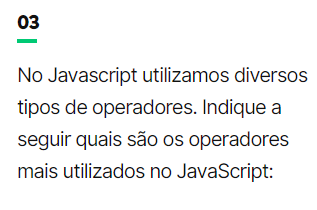 03
No Javascript utilizamos diversos
tipos de operadores. Indique a
seguir quais são os operadores
mais utilizados no JavaScript: